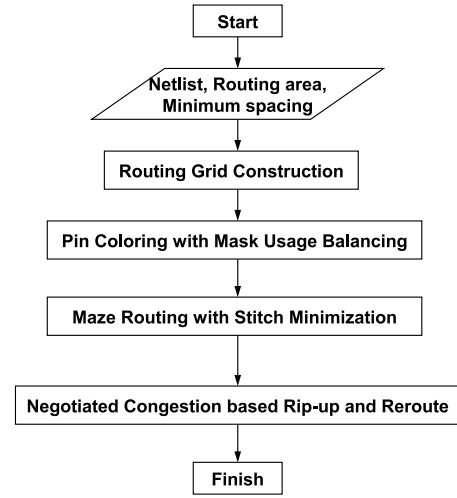 Start
Netlist, Routing area,
Minimum spacing
Routing Grid Construction
Pin Coloring with Mask Usage Balancing
Maze Routing with Stitch Minimization
Negotiated Congestion based Rip-up and Reroute
Finish